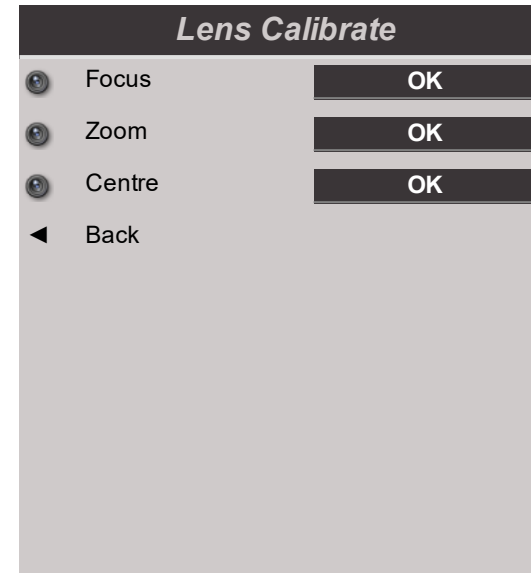 Lens Calibrate
Focus OK
Zoom OK
Centre OK
◄ Back